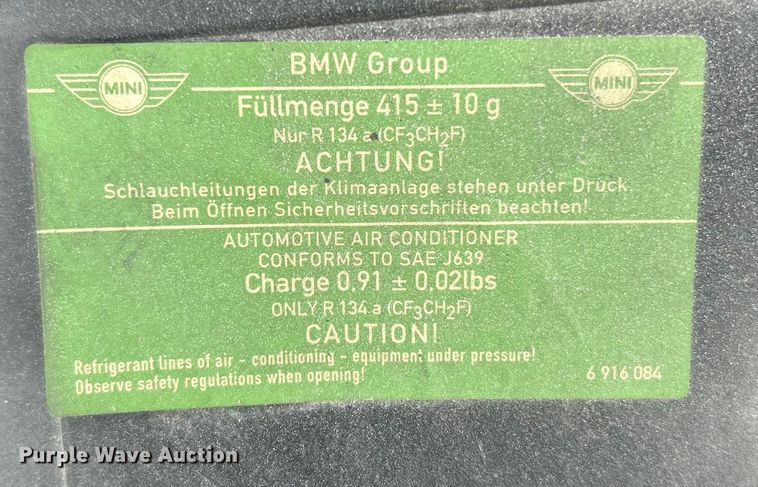 BMW Group
MINI MINI
Füllmenge 415 ± 10 g
Nur R 134 a (CF₃CH₂F)
ACHTUNG!
Schlauchleitungen der Klimaanlage stehen unter Druck.
Beim Öffnen Sicherheitsvorschriften beachten!
AUTOMOTIVE AIR CONDITIONER
CONFORMS TO SAE J639
Charge 0,91 ± 0,02lbs
ONLY R 134 a (CF₃CH₂F)
CAUTION!
Refrigerant lines of air - conditioning - equipment under pressure!
Observe safety regulations when opening!
6 916 084
Purple Wave Auction